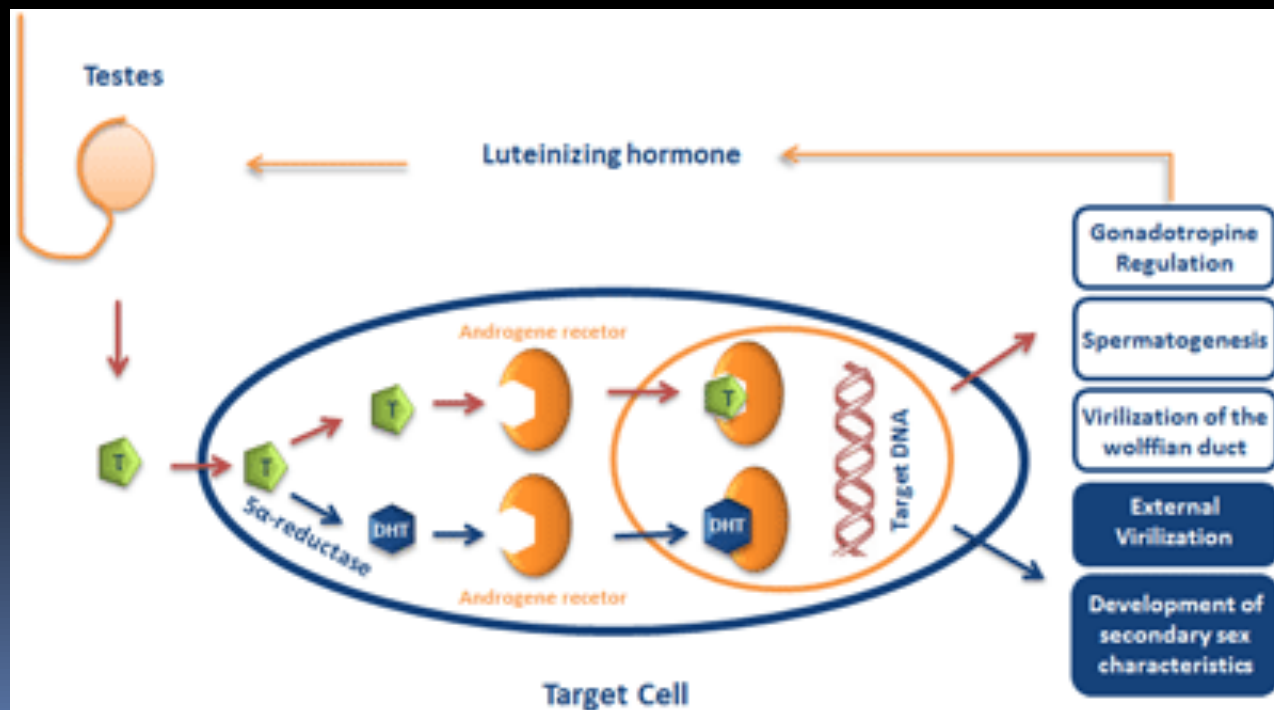 Testes
Luteinizing hormone
Gonadotropine
Regulation
Spermatogenesis
Virilization of the
wolffian duct
External
Virilization
Development of
secondary sex
characteristics
Androgene recetor
T
T
T
T
5α-reductase
DHT
DHT
Target DNA
Androgene recetor
Target Cell